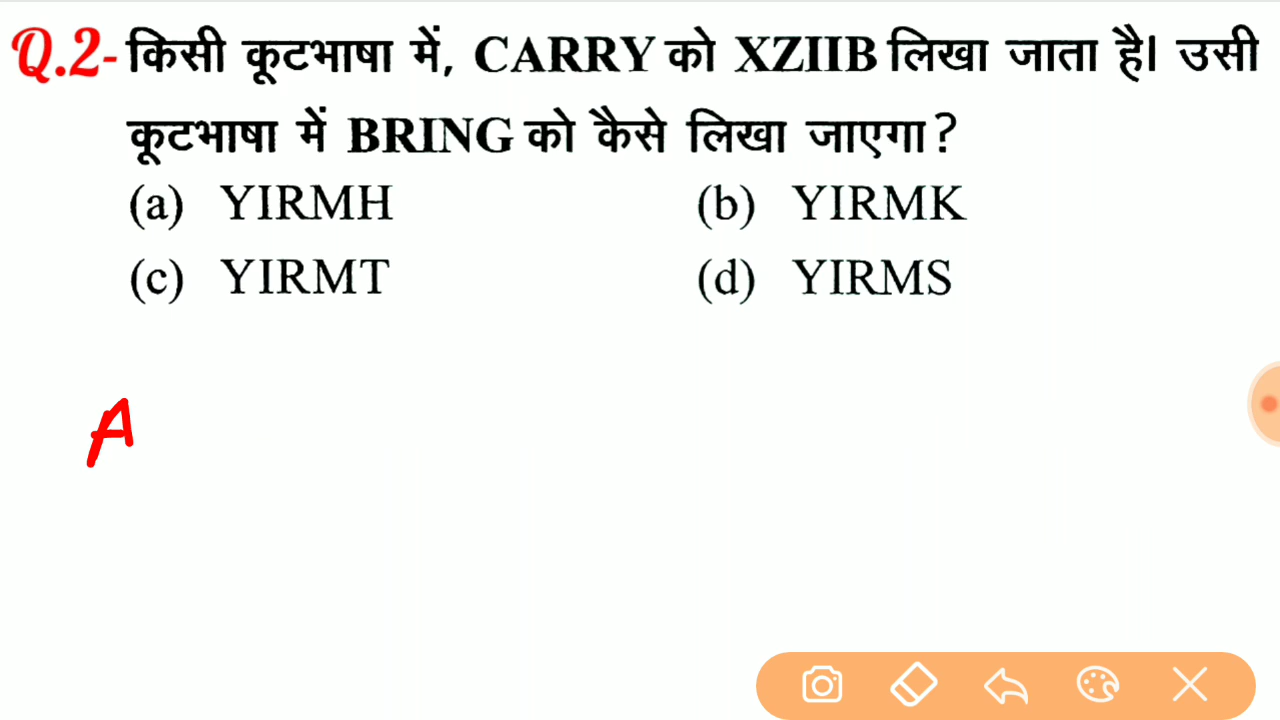 Q.2- किसी कूटभाषा में, CARRY को XZIIB लिखा जाता है। उसी
कूटभाषा में BRING को कैसे लिखा जाएगा?
(a) YIRMH (b) YIRMK
(c) YIRMT (d) YIRMS
A